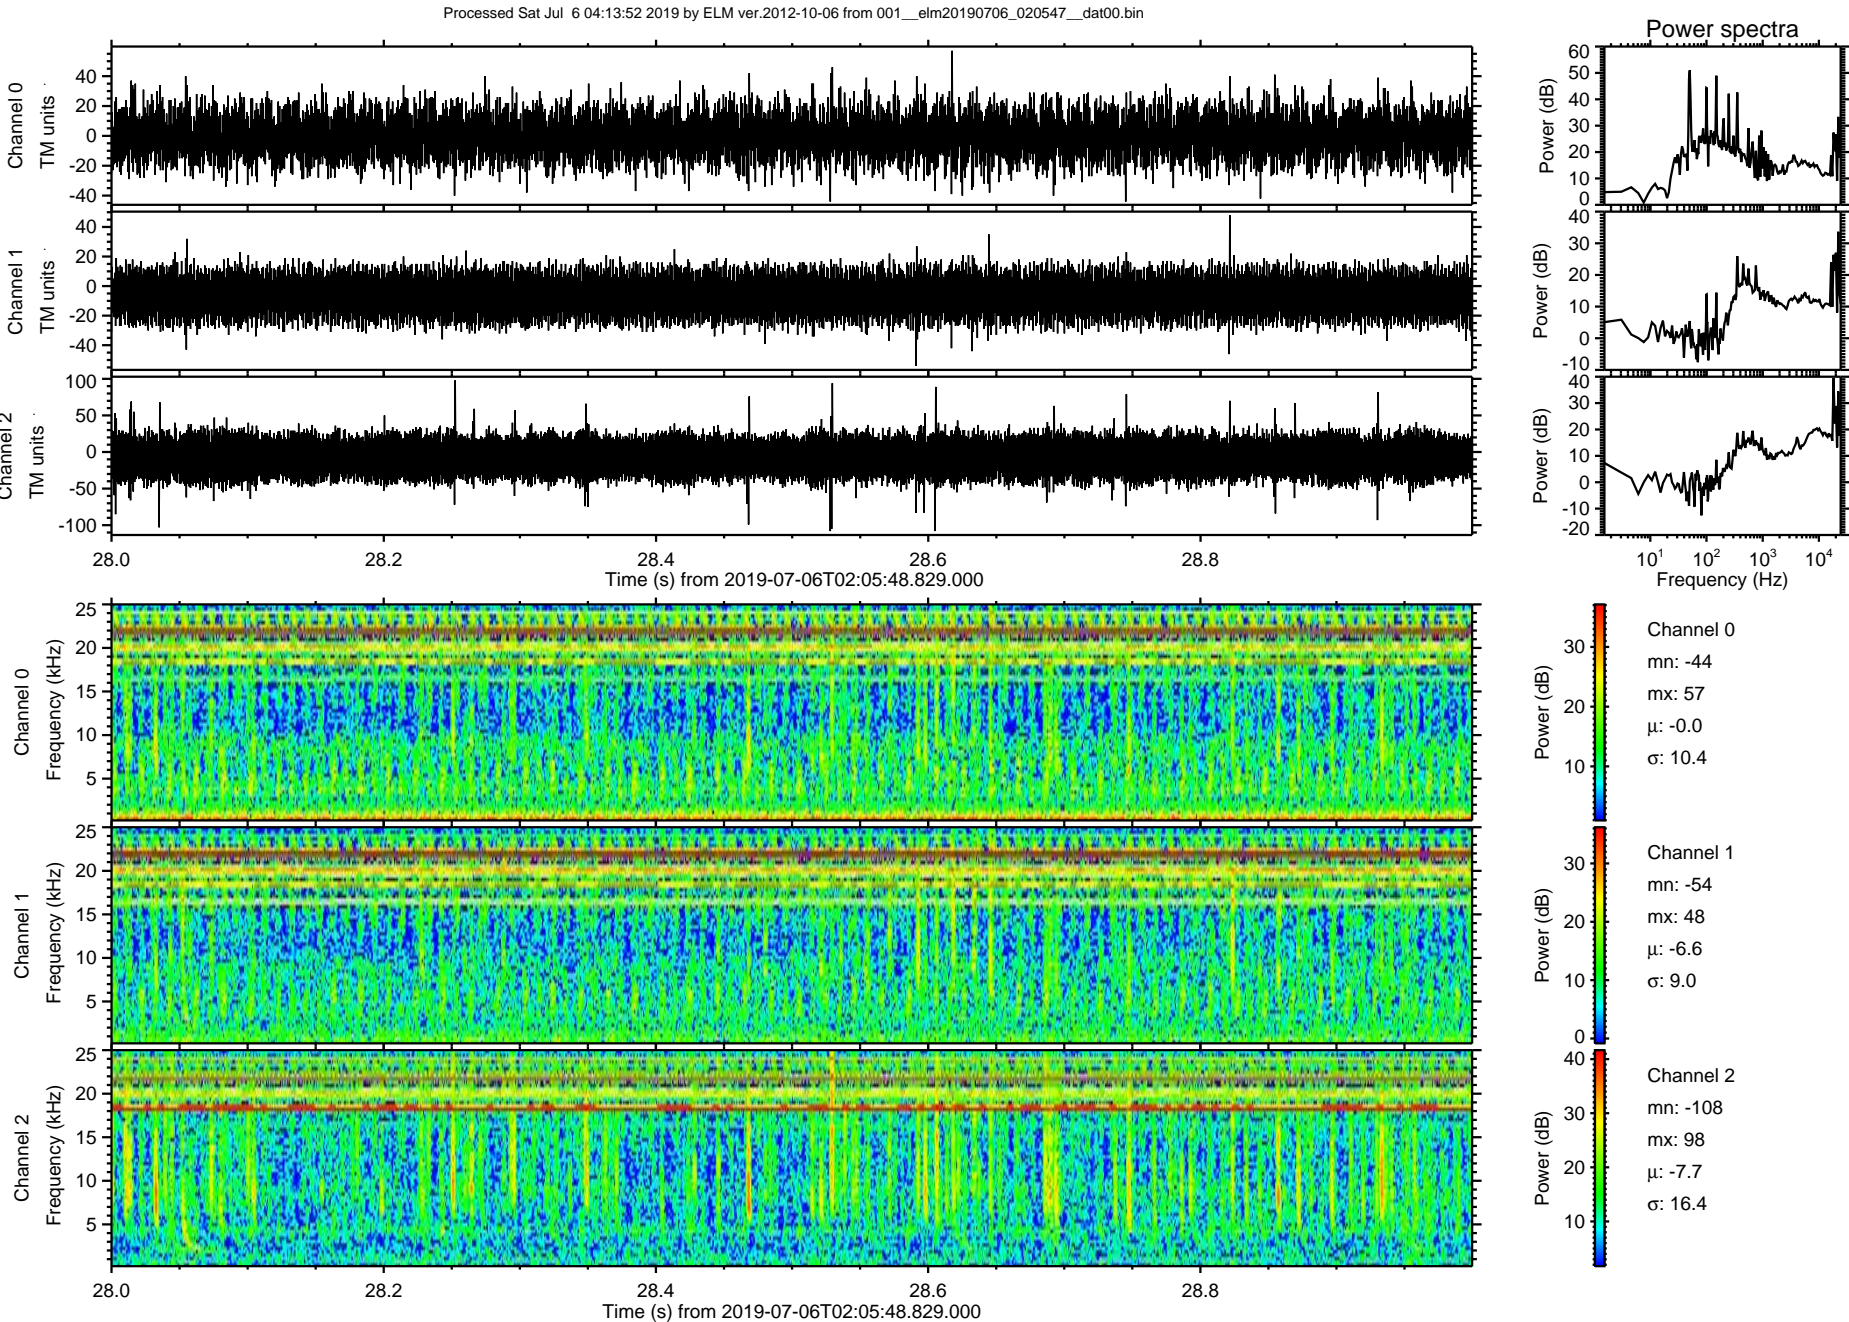 Processed Sat Jul  6 04:13:52 2019 by ELM ver.2012-10-06 from 001__elm20190706_020547__dat00.bin
Power spectra
Channel 0
TM units
40
20
0
-20
-40
Power (dB)
60
50
40
30
20
10
0
Channel 1
TM units
40
20
0
-20
-40
Power (dB)
40
30
20
10
0
-10
Channel 2
TM units
100
50
0
-50
-100
Power (dB)
40
30
20
10
0
-10
-20
28.0 28.2 28.4 28.6 28.8
Time (s) from 2019-07-06T02:05:48.829.000
10^1 10^2 10^3 10^4
Frequency (Hz)
Channel 0
Frequency (kHz)
25
20
15
10
5
Power (dB)
30
20
10
Channel 0
mn: -44
mx: 57
μ: -0.0
σ: 10.4
Channel 1
Frequency (kHz)
25
20
15
10
5
Power (dB)
30
20
10
0
Channel 1
mn: -54
mx: 48
μ: -6.6
σ: 9.0
Channel 2
Frequency (kHz)
25
20
15
10
5
Power (dB)
40
30
20
10
Channel 2
mn: -108
mx: 98
μ: -7.7
σ: 16.4
28.0 28.2 28.4 28.6 28.8
Time (s) from 2019-07-06T02:05:48.829.000